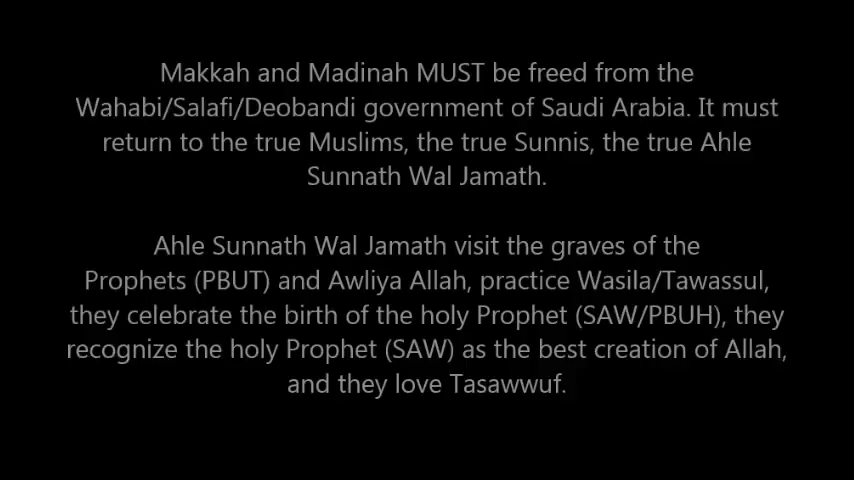 Makkah and Madinah MUST be freed from the
Wahabi/Salafi/Deobandi government of Saudi Arabia. It must
return to the true Muslims, the true Sunnis, the true Ahle
Sunnath Wal Jamath.
Ahle Sunnath Wal Jamath visit the graves of the
Prophets (PBUT) and Awliya Allah, practice Wasila/Tawassul,
they celebrate the birth of the holy Prophet (SAW/PBUH), they
recognize the holy Prophet (SAW) as the best creation of Allah,
and they love Tasawwuf.